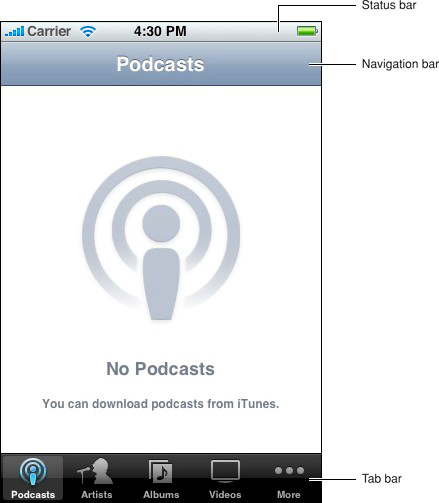 Status bar
Carrier 4:30 PM
Podcasts
Navigation bar
No Podcasts
You can download podcasts from iTunes.
Tab bar
Podcasts Artists Albums Videos More